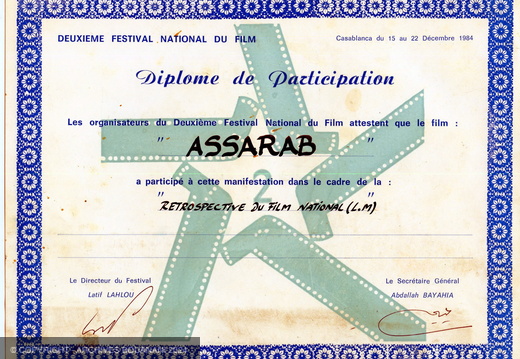 DEUXIEME FESTIVAL NATIONAL DU FILM
Casablanca du 15 au 22 Décembre 1984
Diplome de Participation
Les organisateurs du Deuxième Festival National du Film attestent que le film :
" ASSARAB "
a participé à cette manifestation dans le cadre de la :
" RETROSPECTIVE DU FILM NATIONAL (L.M) "
2
Le Directeur du Festival
Latif LAHLOU
Le Secrétaire Général
Abdallah BAYAHIA